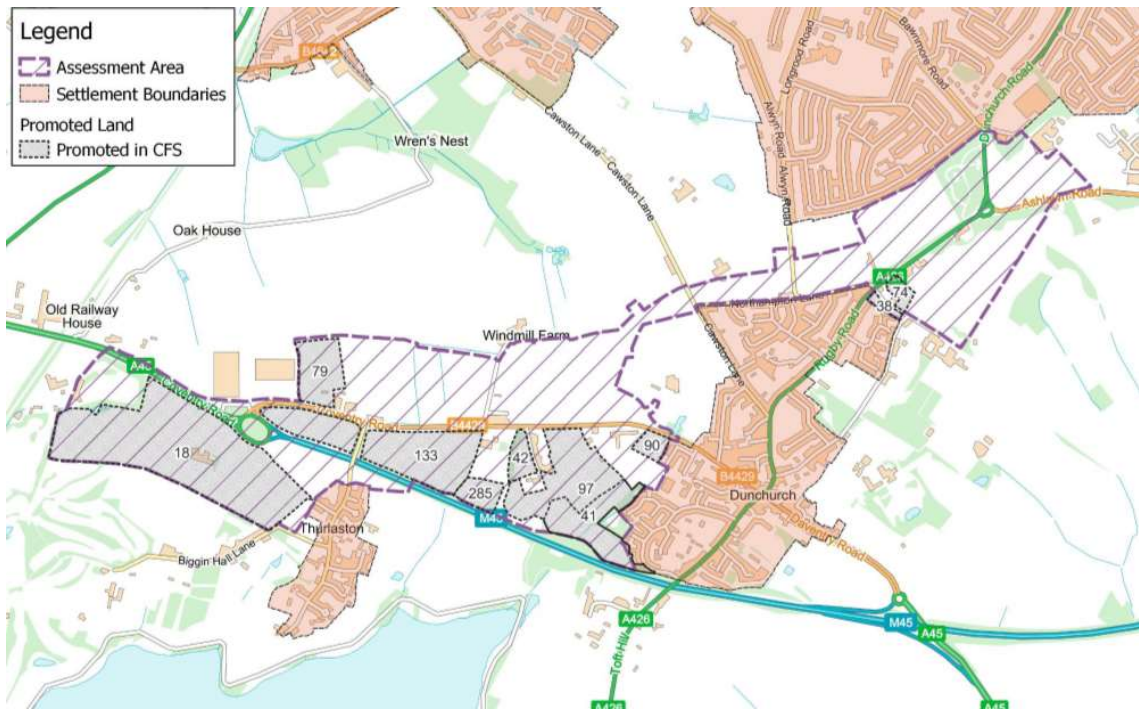 Legend
Assessment Area
Settlement Boundaries
Promoted Land
Promoted in CFS
Wren's Nest
Cawston Lane
Cawston Lane
Alwyn Road
Longrood Road
Alwyn Road
Bawnmore Road
Dunchurch Road
Ashlawn Road
Oak House
Old Railway
House
A45
Coventry Road
Windmill Farm
Northampton Lane
Cawston Lane
Rugby Road
74
38
79
18
133
42
285
97
41
90
B4429
Dunchurch
Daventry Road
Thurlaston
Biggin Hall Lane
M45
A426
Toft Hill
M45
A45
A426
A45